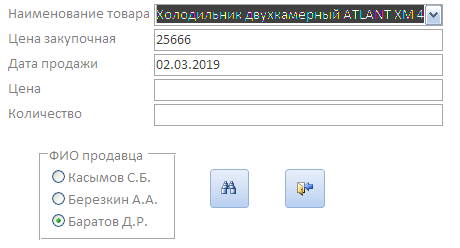 Наименование товара Холодильник двухкамерный ATLANT XM 4
Цена закупочная 25666
Дата продажи 02.03.2019
Цена
Количество
ФИО продавца
Касымов С.Б.
Березкин А.А.
Баратов Д.Р.